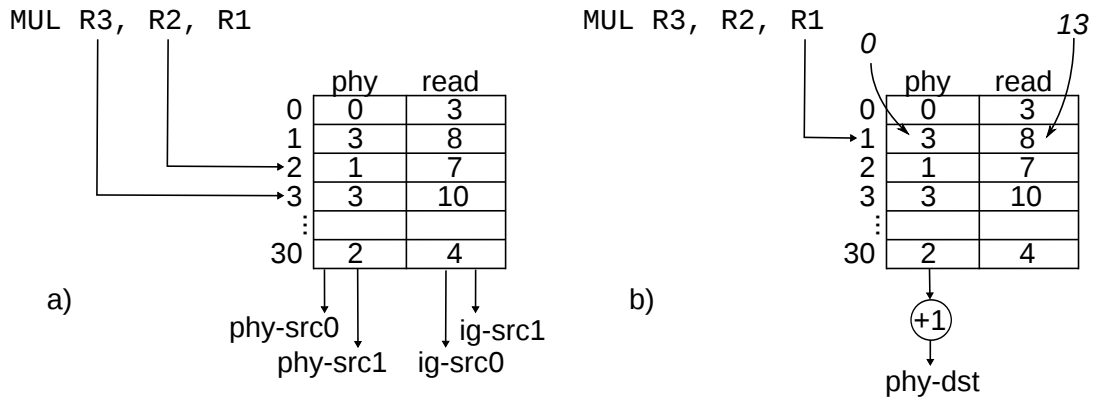 MUL R3, R2, R1
phy read
0 0 3
1 3 8
2 1 7
3 3 10
⋮
30 2 4
a)
phy-src0
ig-src1
phy-src1
ig-src0
MUL R3, R2, R1
0
13
phy read
0 0 3
1 3 8
2 1 7
3 3 10
⋮
30 2 4
b)
+1
phy-dst